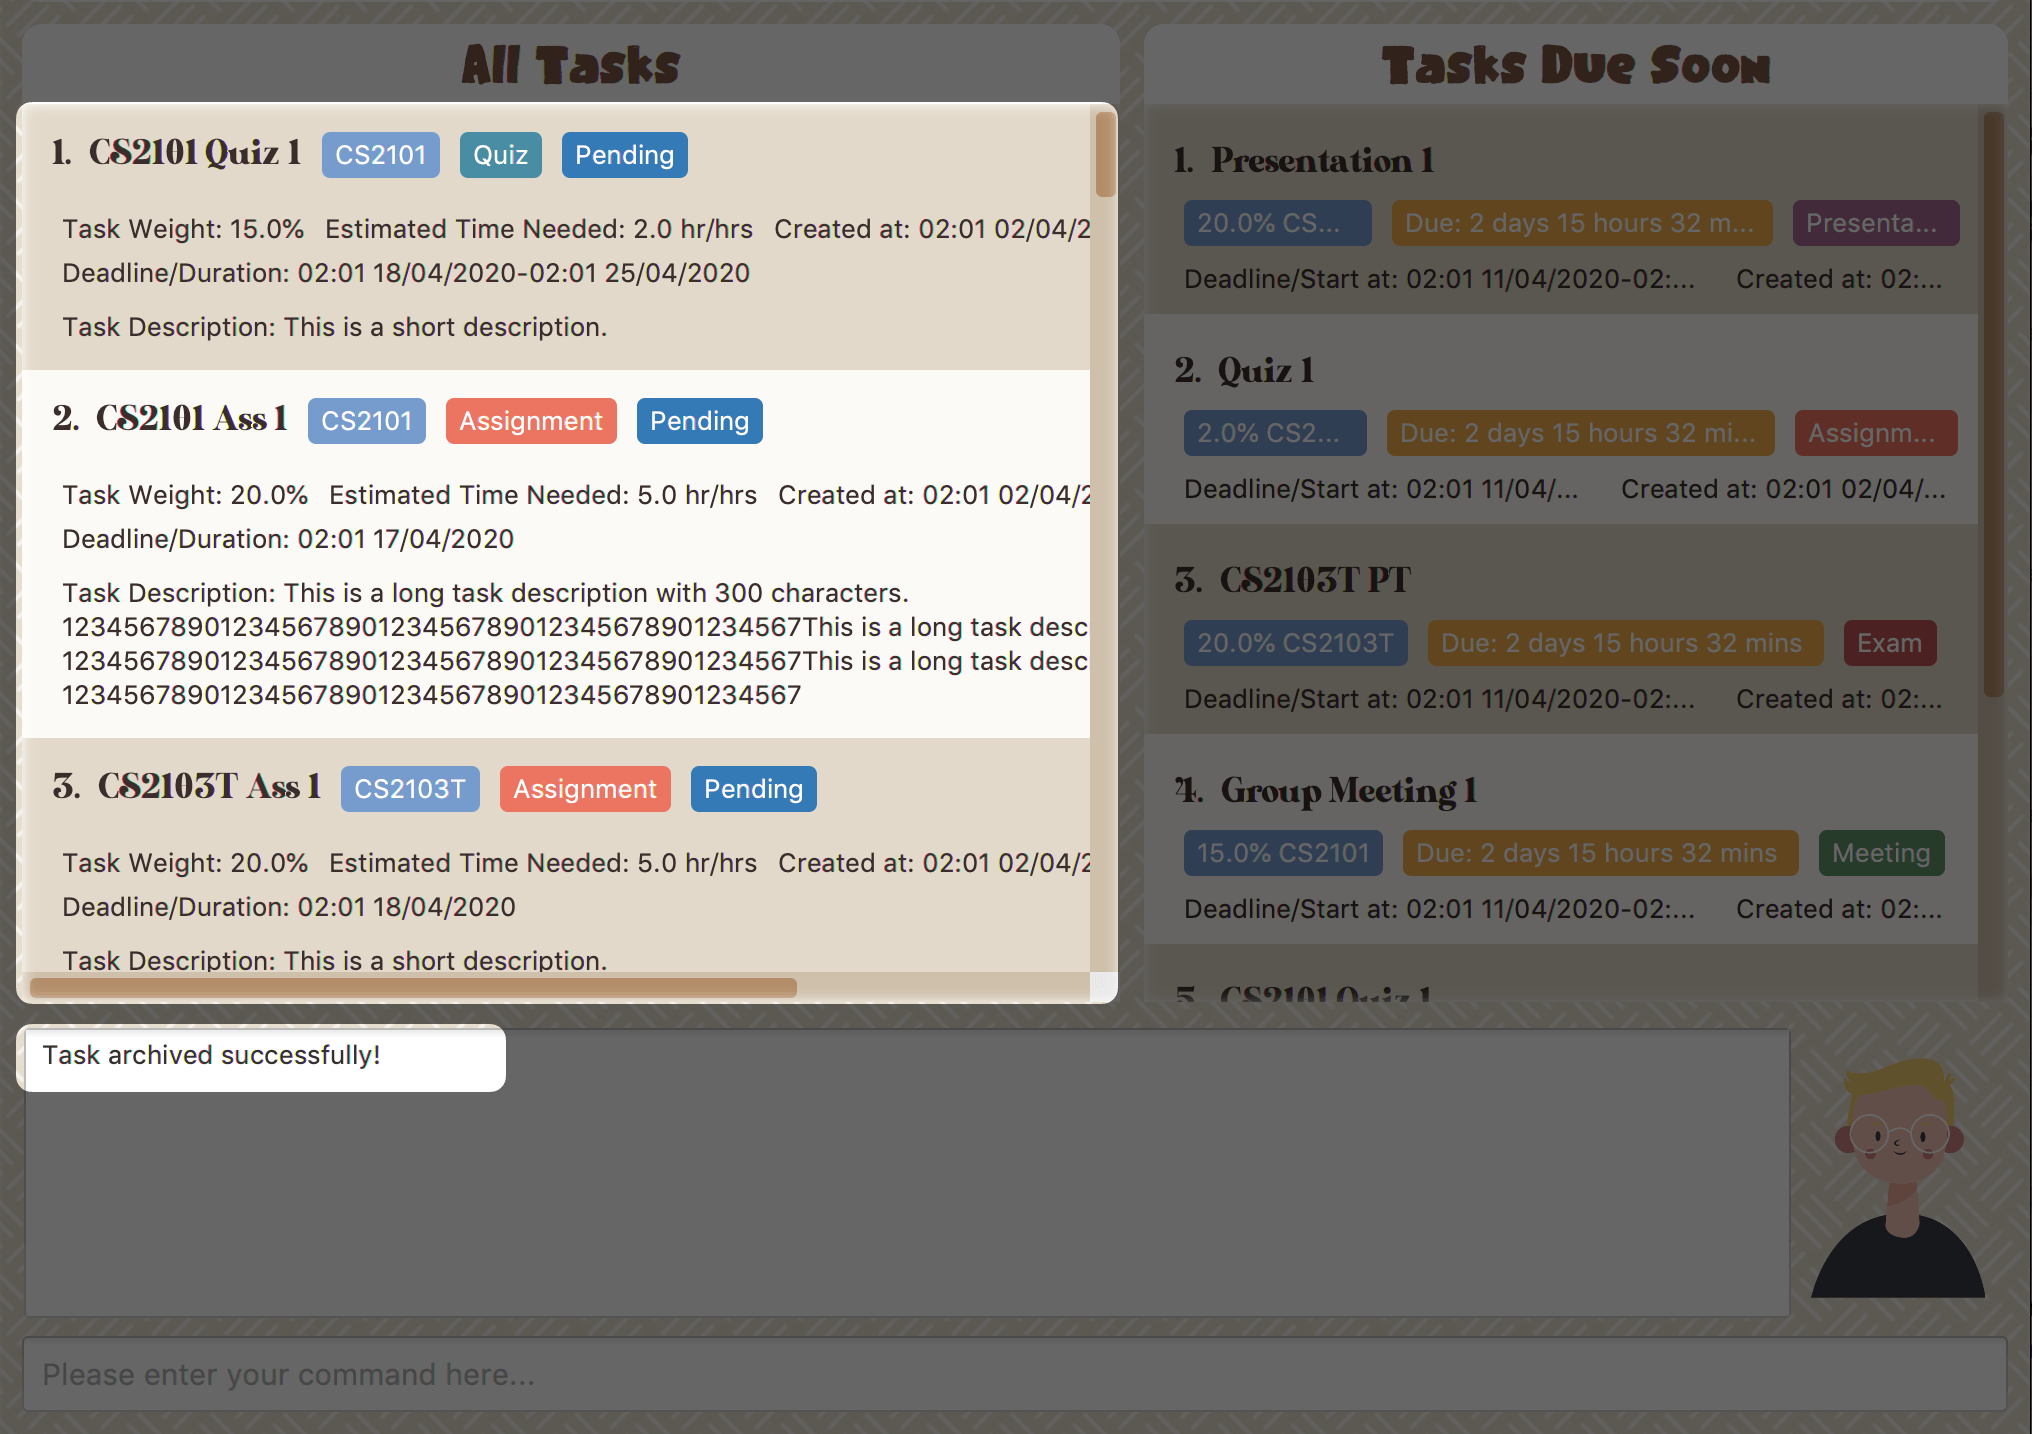 All Tasks
1. CS2101 Quiz 1 CS2101 Quiz Pending
Task Weight: 15.0% Estimated Time Needed: 2.0 hr/hrs Created at: 02:01 02/04/2
Deadline/Duration: 02:01 18/04/2020-02:01 25/04/2020
Task Description: This is a short description.
2. CS2101 Ass 1 CS2101 Assignment Pending
Task Weight: 20.0% Estimated Time Needed: 5.0 hr/hrs Created at: 02:01 02/04/2
Deadline/Duration: 02:01 17/04/2020
Task Description: This is a long task description with 300 characters.
12345678901234567890123456789012345678901234567This is a long task desc
12345678901234567890123456789012345678901234567This is a long task desc
12345678901234567890123456789012345678901234567
3. CS2103T Ass 1 CS2103T Assignment Pending
Task Weight: 20.0% Estimated Time Needed: 5.0 hr/hrs Created at: 02:01 02/04/2
Deadline/Duration: 02:01 18/04/2020
Task Description: This is a short description.
Tasks Due Soon
1. Presentation 1
20.0% CS... Due: 2 days 15 hours 32 m... Presenta...
Deadline/Start at: 02:01 11/04/2020-02:... Created at: 02:...
2. Quiz 1
2.0% CS2... Due: 2 days 15 hours 32 mi... Assignm...
Deadline/Start at: 02:01 11/04/... Created at: 02:01 02/04/...
3. CS2103T PT
20.0% CS2103T Due: 2 days 15 hours 32 mins Exam
Deadline/Start at: 02:01 11/04/2020-02:... Created at: 02:...
4. Group Meeting 1
15.0% CS2101 Due: 2 days 15 hours 32 mins Meeting
Deadline/Start at: 02:01 11/04/2020-02:... Created at: 02:...
5. CS2101 Quiz 1
Task archived successfully!
Please enter your command here...